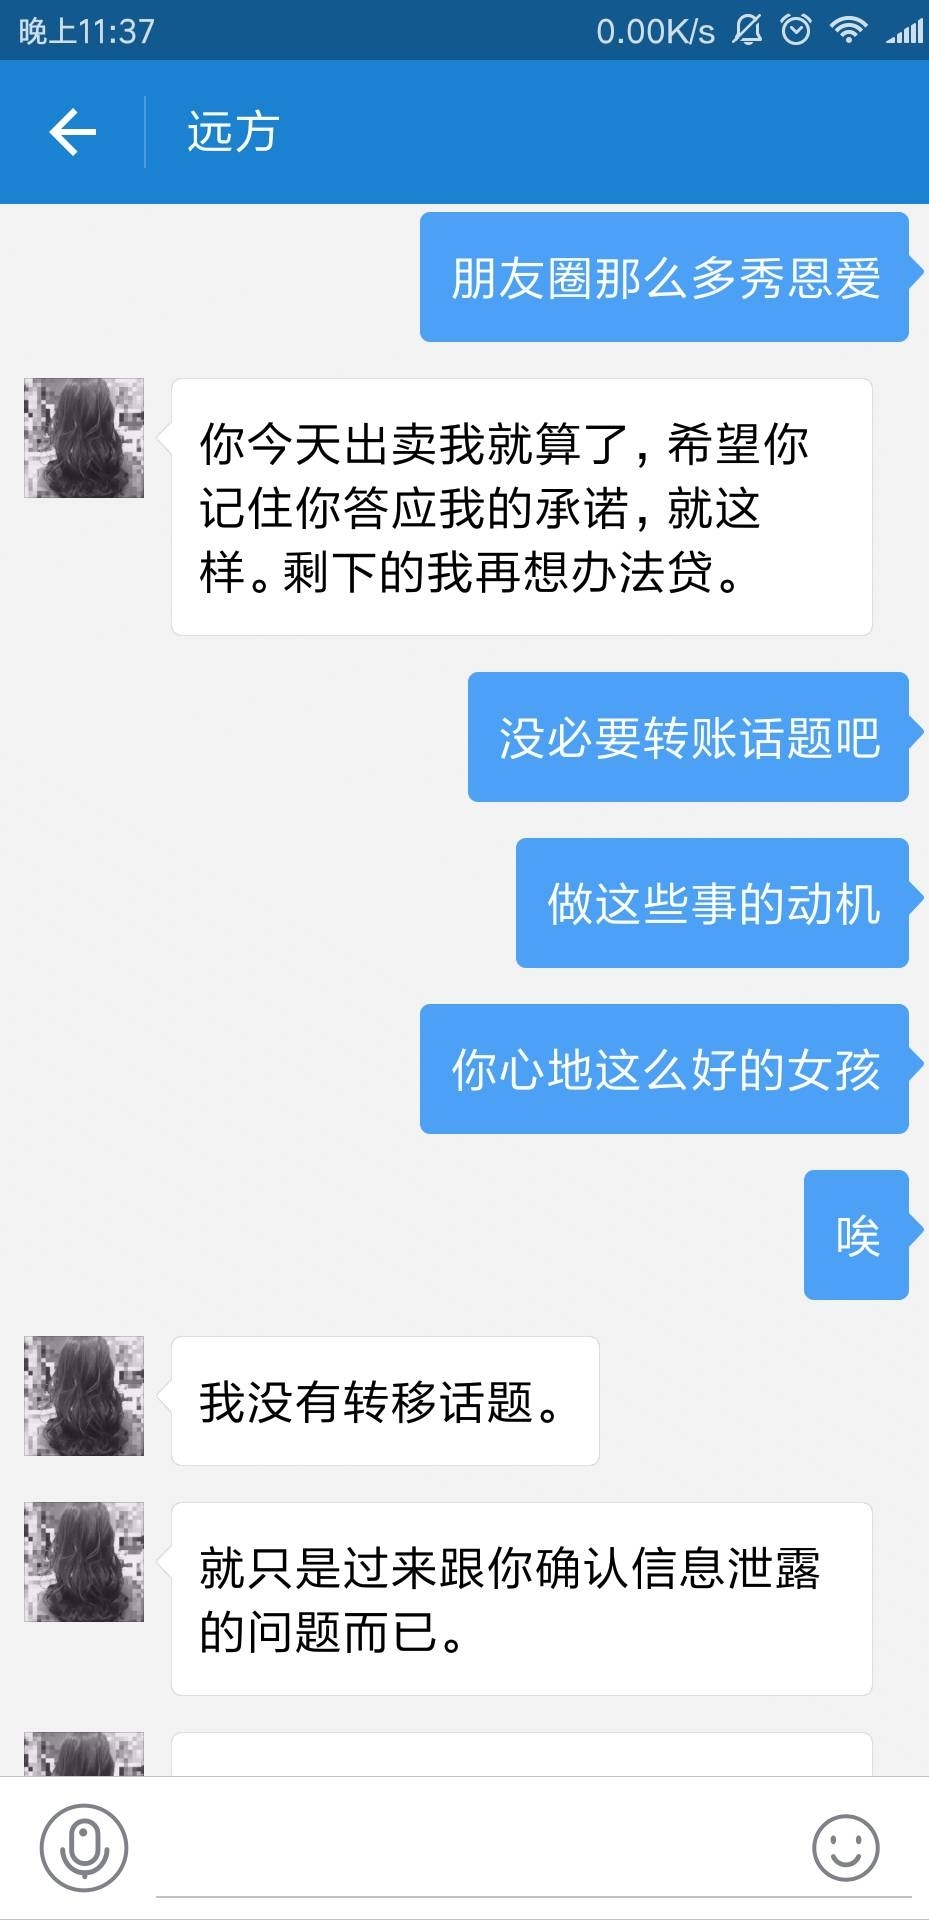 晚上11:37
0.00K/s
远方
朋友圈那么多秀恩爱
你今天出卖我就算了，希望你
记住你答应我的承诺，就这
样。剩下的我再想办法贷。
没必要转账话题吧
做这些事的动机
你心地这么好的女孩
唉
我没有转移话题。
就只是过来跟你确认信息泄露
的问题而已。